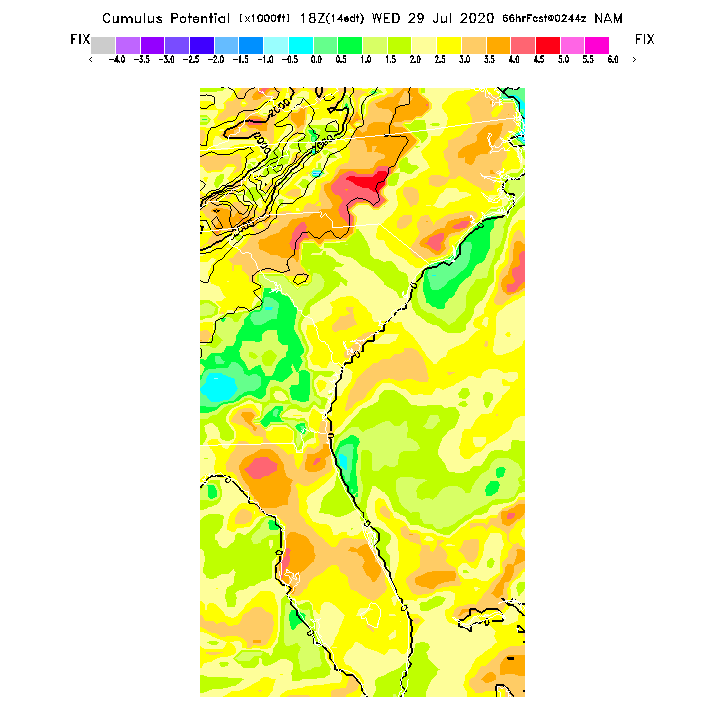 Cumulus Potential [x1000ft] 18Z(14edt) WED 29 Jul 2020 66hrFcst@0244z NAM
FIX FIX
< -4.0 -3.5 -3.0 -2.5 -2.0 -1.5 -1.0 -0.5 0.0 0.5 1.0 1.5 2.0 2.5 3.0 3.5 4.0 4.5 5.0 5.5 6.0 >
2000
2000